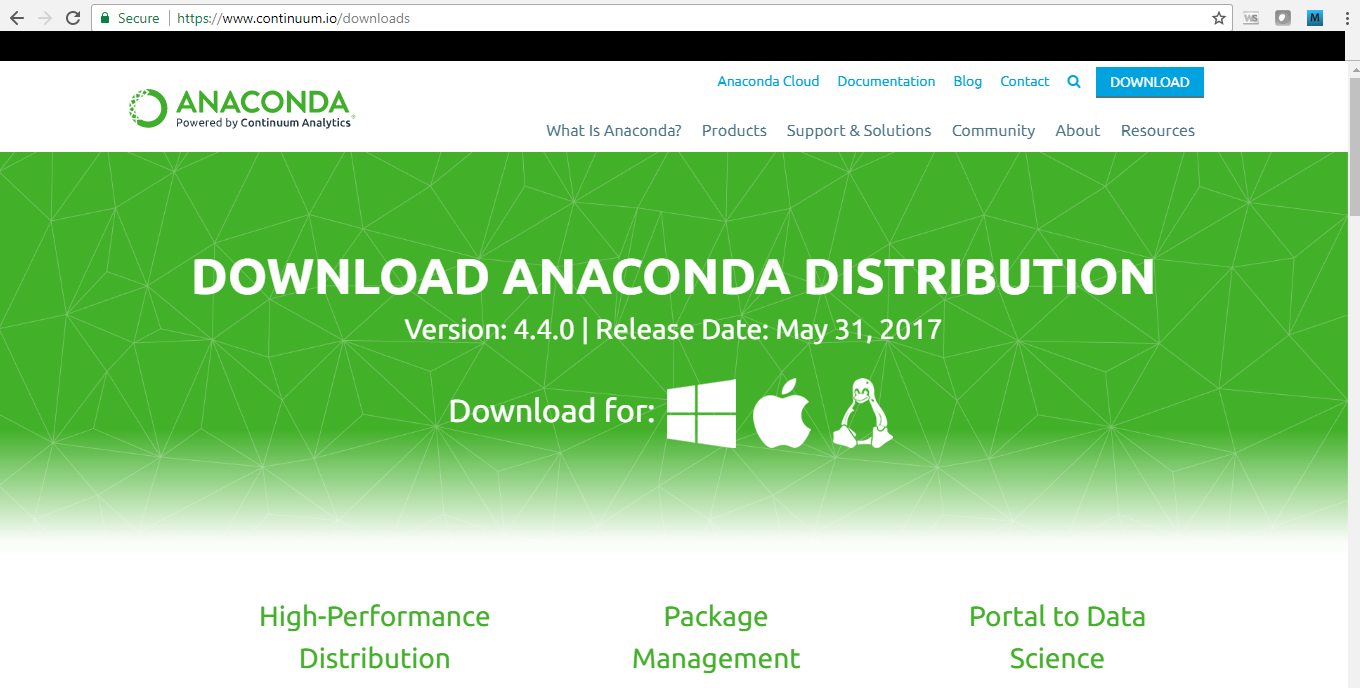 Secure | https://www.continuum.io/downloads
WS
M
Anaconda Cloud Documentation Blog Contact DOWNLOAD
ANACONDA
Powered by Continuum Analytics®
What Is Anaconda? Products Support & Solutions Community About Resources
DOWNLOAD ANACONDA DISTRIBUTION
Version: 4.4.0 | Release Date: May 31, 2017
Download for:
High-Performance
Distribution
Package
Management
Portal to Data
Science